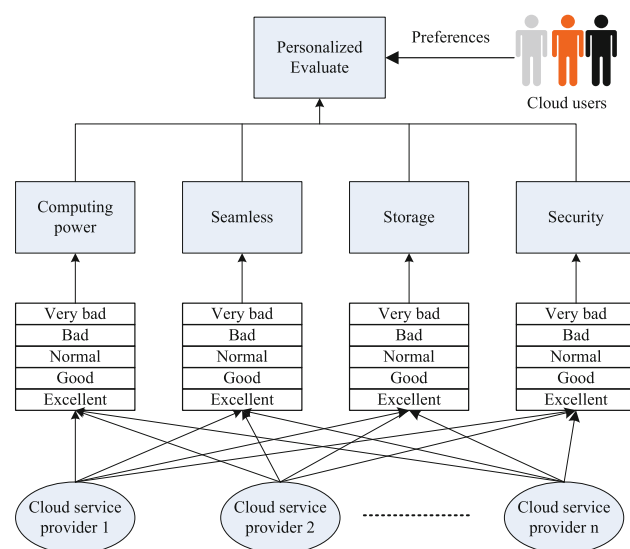 Personalized
Evaluate
Preferences
Cloud users
Computing
power
Seamless
Storage
Security
Very bad
Bad
Normal
Good
Excellent
Very bad
Bad
Normal
Good
Excellent
Very bad
Bad
Normal
Good
Excellent
Very bad
Bad
Normal
Good
Excellent
Cloud service
provider 1
Cloud service
provider 2
Cloud service
provider n